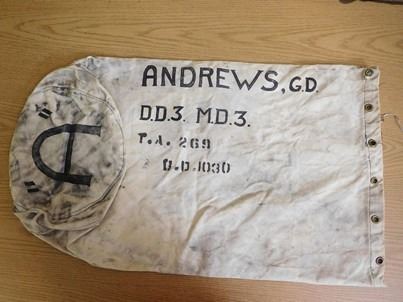 ANDREWS, G.D.
D.D.3. M.D.3.
T.A. 269
D.D.1030
"A"